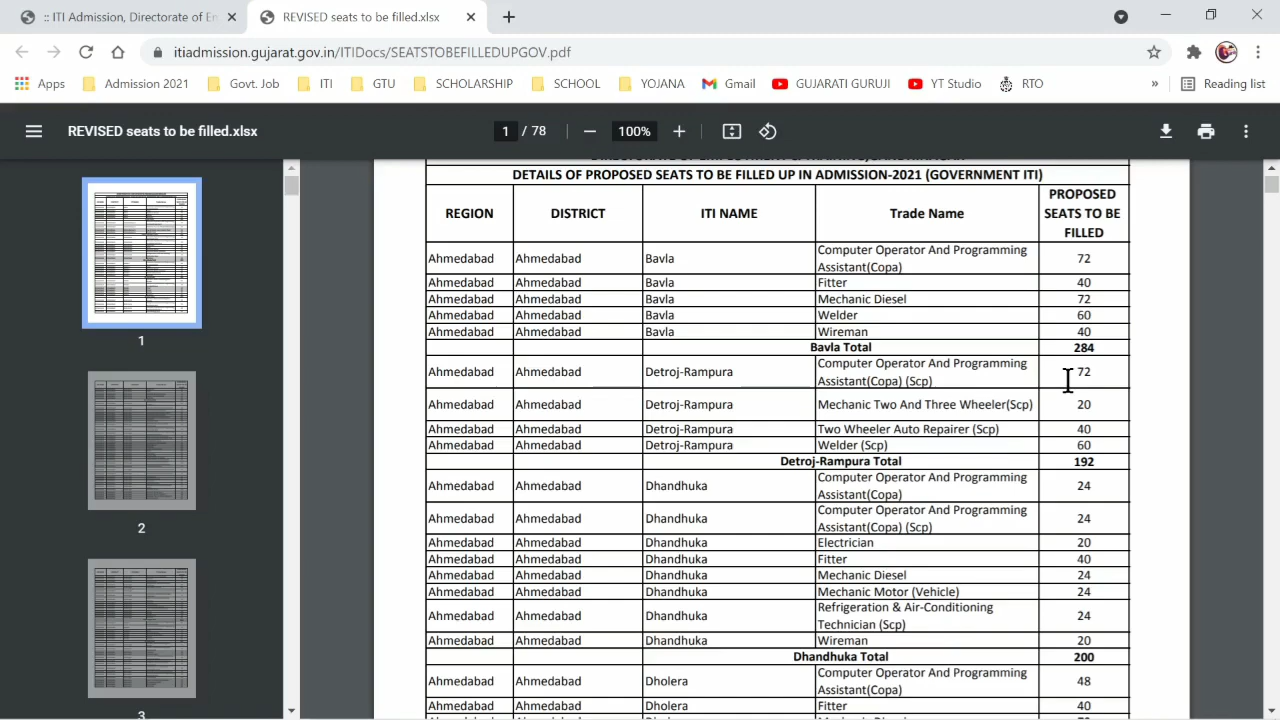 :: ITI Admission, Directorate of Em
REVISED seats to be filled.xlsx
itiadmission.gujarat.gov.in/ITIDocs/SEATSTOBEFILLEDUPGOV.pdf
Apps Admission 2021 Govt. Job ITI GTU SCHOLARSHIP SCHOOL YOJANA Gmail GUJARATI GURUJI YT Studio RTO » Reading list
REVISED seats to be filled.xlsx 1 / 78 100%
DETAILS OF PROPOSED SEATS TO BE FILLED UP IN ADMISSION-2021 (GOVERNMENT ITI)
REGION DISTRICT ITI NAME Trade Name PROPOSED
SEATS TO BE
FILLED
Ahmedabad Ahmedabad Bavla Computer Operator And Programming
Assistant(Copa) 72
Ahmedabad Ahmedabad Bavla Fitter 40
Ahmedabad Ahmedabad Bavla Mechanic Diesel 72
Ahmedabad Ahmedabad Bavla Welder 60
Ahmedabad Ahmedabad Bavla Wireman 40
Bavla Total 284
Ahmedabad Ahmedabad Detroj-Rampura Computer Operator And Programming
Assistant(Copa) (Scp) 72
Ahmedabad Ahmedabad Detroj-Rampura Mechanic Two And Three Wheeler(Scp) 20
Ahmedabad Ahmedabad Detroj-Rampura Two Wheeler Auto Repairer (Scp) 40
Ahmedabad Ahmedabad Detroj-Rampura Welder (Scp) 60
Detroj-Rampura Total 192
Ahmedabad Ahmedabad Dhandhuka Computer Operator And Programming
Assistant(Copa) 24
Ahmedabad Ahmedabad Dhandhuka Computer Operator And Programming
Assistant(Copa) (Scp) 24
Ahmedabad Ahmedabad Dhandhuka Electrician 20
Ahmedabad Ahmedabad Dhandhuka Fitter 40
Ahmedabad Ahmedabad Dhandhuka Mechanic Diesel 24
Ahmedabad Ahmedabad Dhandhuka Mechanic Motor (Vehicle) 24
Ahmedabad Ahmedabad Dhandhuka Refrigeration & Air-Conditioning
Technician (Scp) 24
Ahmedabad Ahmedabad Dhandhuka Wireman 20
Dhandhuka Total 200
Ahmedabad Ahmedabad Dholera Computer Operator And Programming
Assistant(Copa) 48
Ahmedabad Ahmedabad Dholera Fitter 40
1
2
3